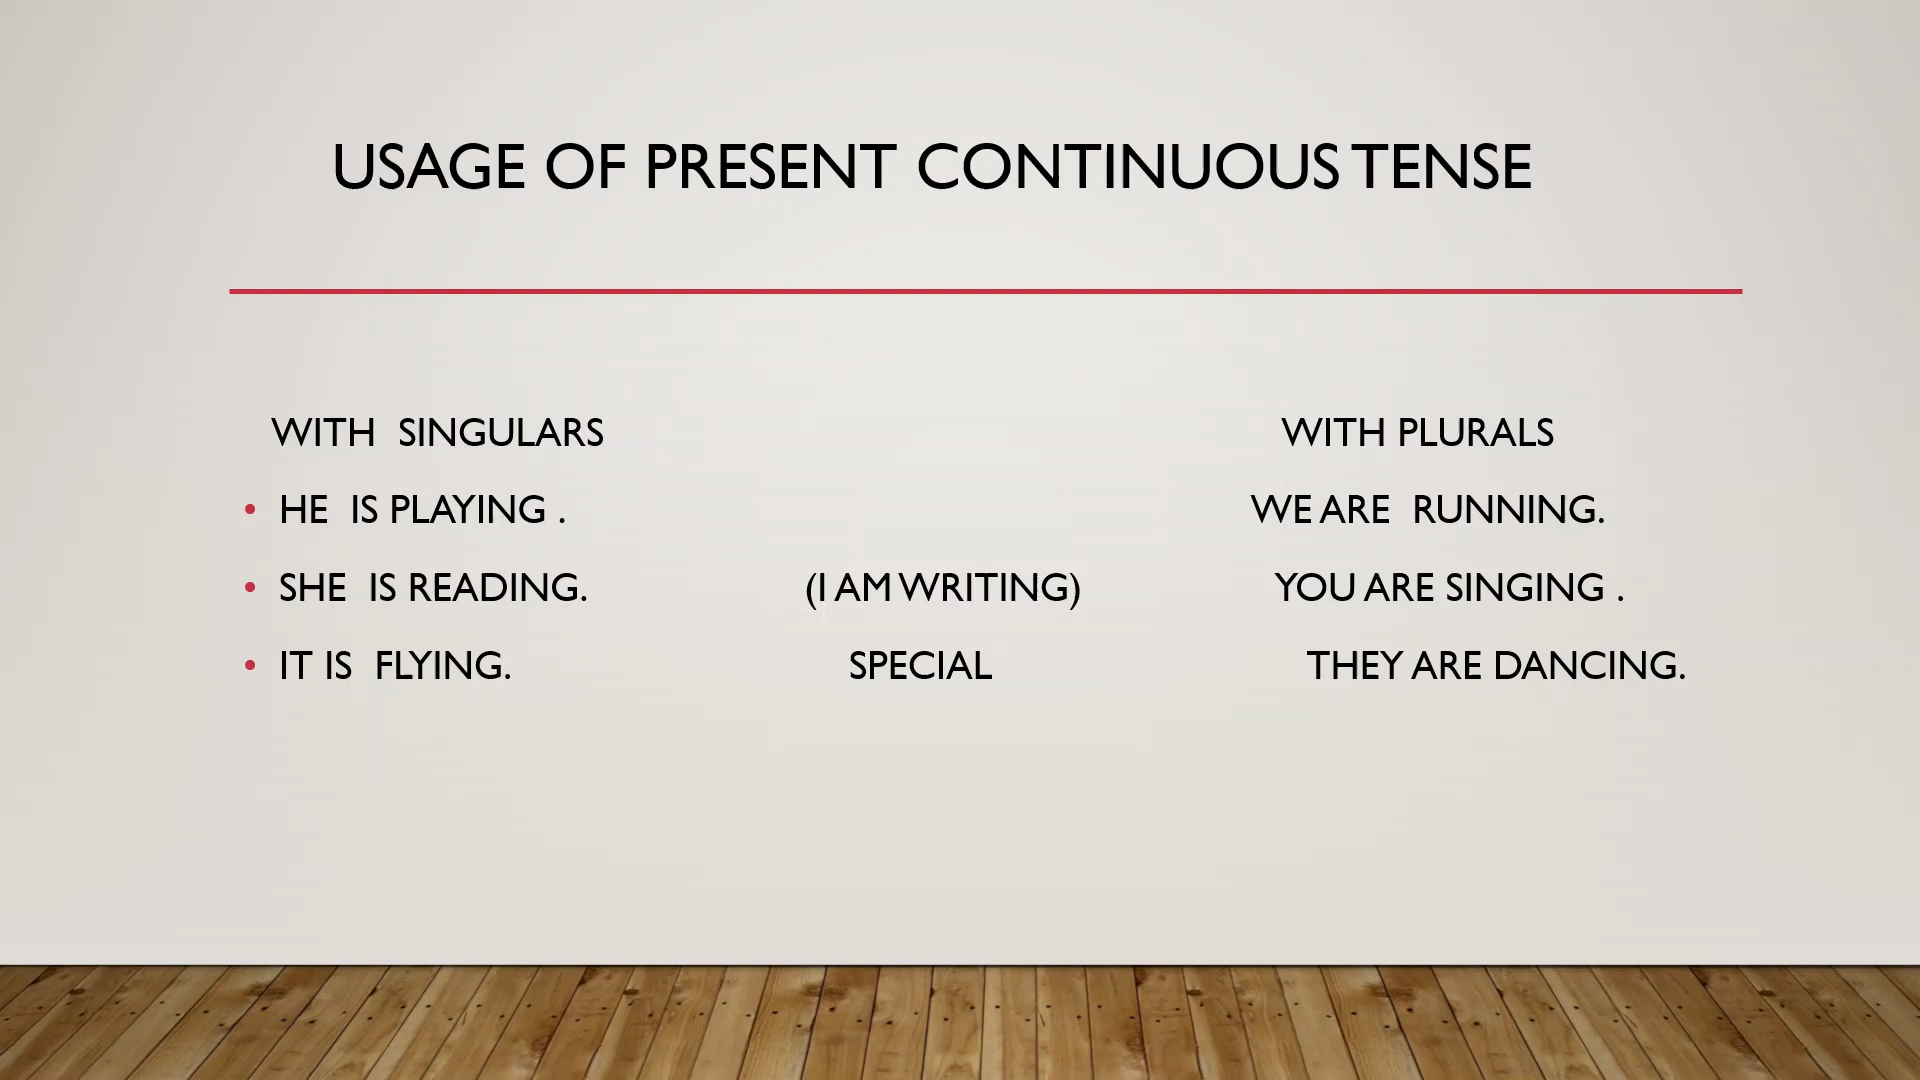 USAGE OF PRESENT CONTINUOUS TENSE
WITH SINGULARS WITH PLURALS
• HE IS PLAYING . WE ARE RUNNING.
• SHE IS READING. (I AM WRITING) YOU ARE SINGING .
• IT IS FLYING. SPECIAL THEY ARE DANCING.